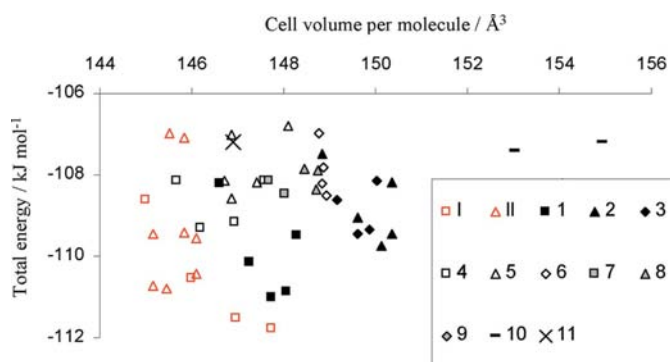 Cell volume per molecule / Å³
144 146 148 150 152 154 156
Total energy / kJ mol⁻¹
-106
-108
-110
-112
I II 1 2 3
4 5 6 7 8
9 10 11